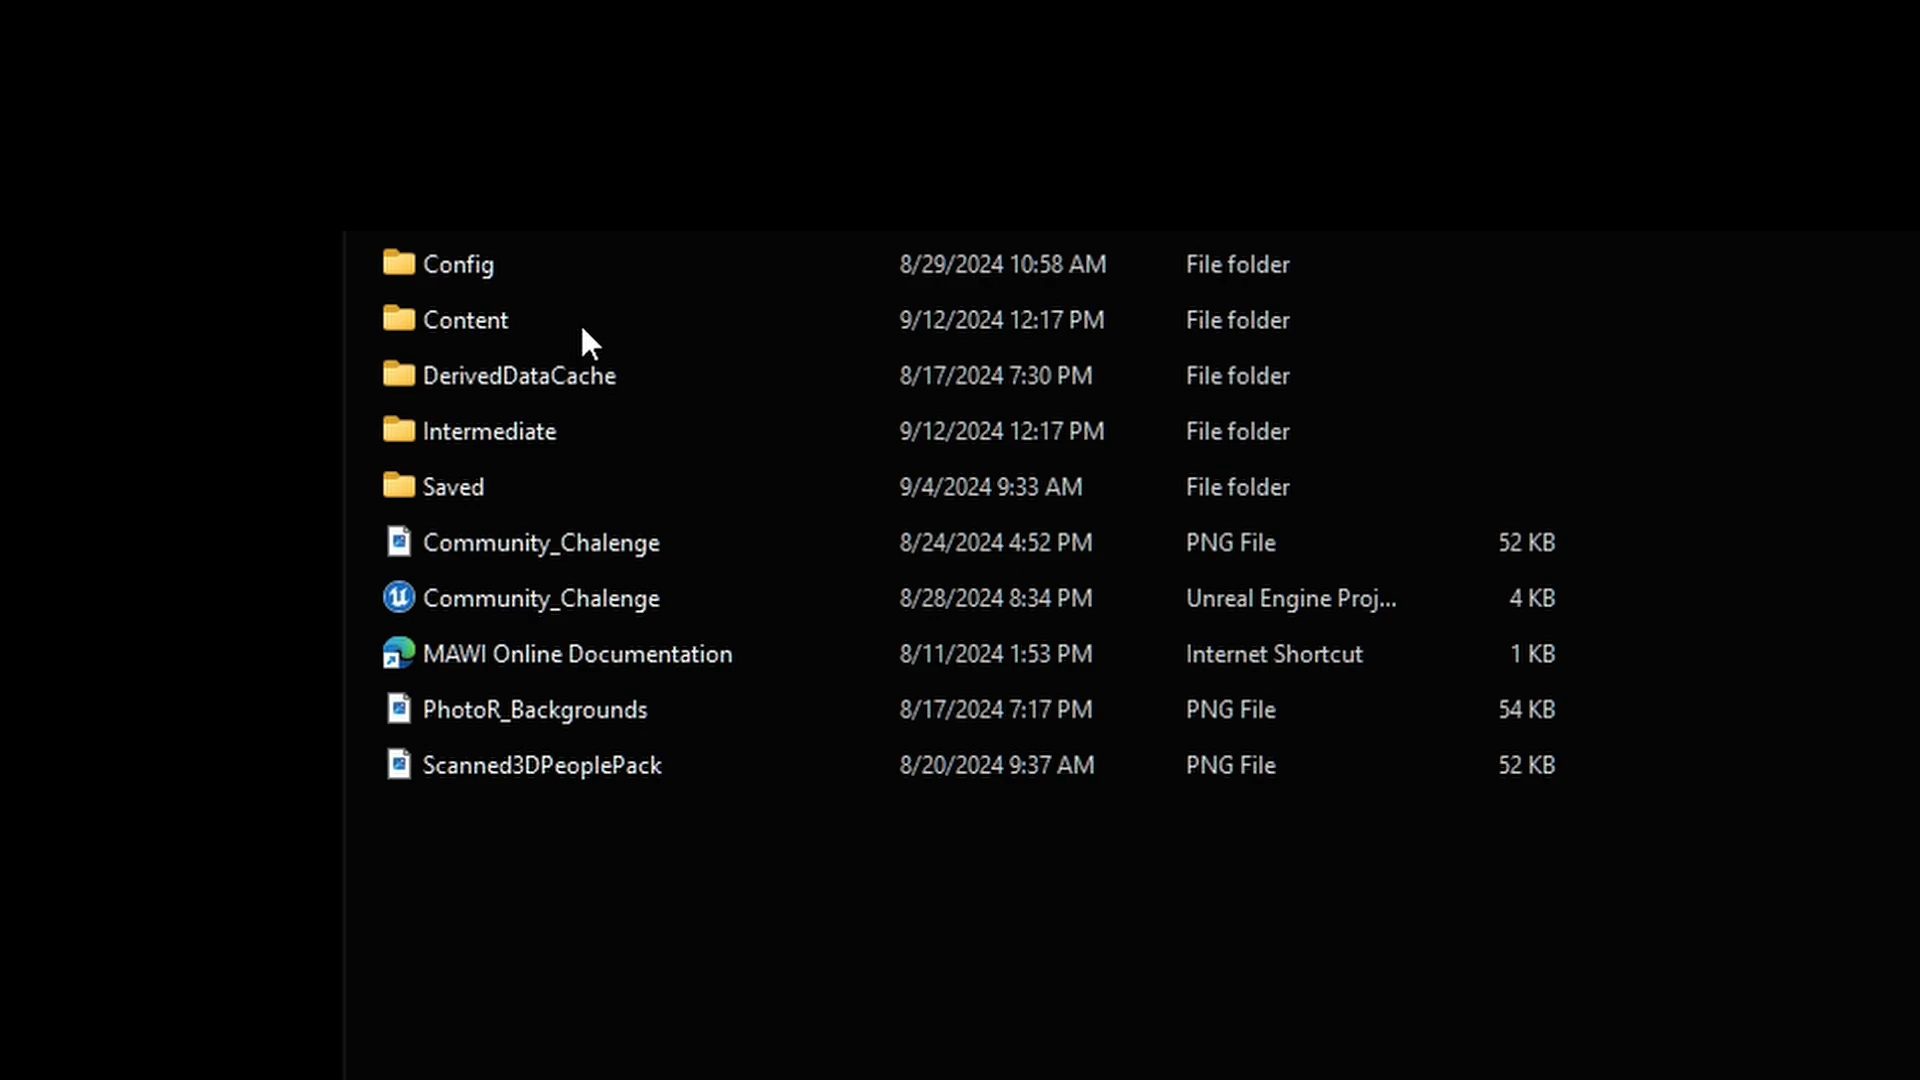 Config 8/29/2024 10:58 AM File folder
Content 9/12/2024 12:17 PM File folder
DerivedDataCache 8/17/2024 7:30 PM File folder
Intermediate 9/12/2024 12:17 PM File folder
Saved 9/4/2024 9:33 AM File folder
Community_Chalenge 8/24/2024 4:52 PM PNG File 52 KB
Community_Chalenge 8/28/2024 8:34 PM Unreal Engine Proj... 4 KB
MAWI Online Documentation 8/11/2024 1:53 PM Internet Shortcut 1 KB
PhotoR_Backgrounds 8/17/2024 7:17 PM PNG File 54 KB
Scanned3DPeoplePack 8/20/2024 9:37 AM PNG File 52 KB